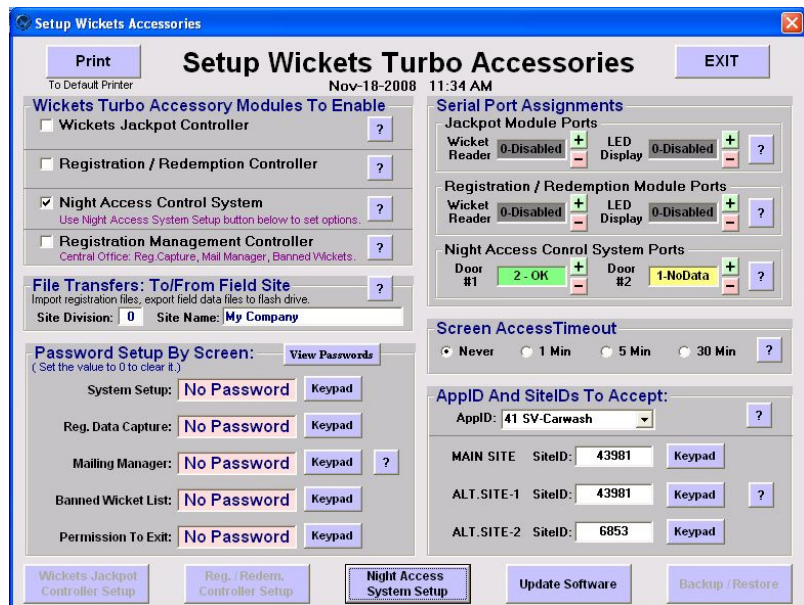 Setup Wickets Accessories
Print
To Default Printer
Setup Wickets Turbo Accessories
Nov-18-2008 11:34 AM
EXIT
Wickets Turbo Accessory Modules To Enable
Wickets Jackpot Controller
?
Registration / Redemption Controller
?
Night Access Control System
Use Night Access System Setup button below to set options.
?
Registration Management Controller
Central Office: Reg.Capture, Mail Manager, Banned Wickets.
?
File Transfers: To/From Field Site
Import registration files, export field data files to flash drive.
?
Site Division: 0 Site Name: My Company
Password Setup By Screen:
View Passwords
( Set the value to 0 to clear it.)
System Setup: No Password Keypad
Reg. Data Capture: No Password Keypad
Mailing Manager: No Password Keypad ?
Banned Wicket List: No Password Keypad
Permission To Exit: No Password Keypad
Serial Port Assignments
Jackpot Module Ports
Wicket Reader 0-Disabled + – LED Display 0-Disabled + – ?
Registration / Redemption Module Ports
Wicket Reader 0-Disabled + – LED Display 0-Disabled + – ?
Night Access Conrol System Ports
Door #1 2 - OK + – Door #2 1-NoData + – ?
Screen AccessTimeout
Never 1 Min 5 Min 30 Min ?
AppID And SiteIDs To Accept:
AppID: 41 SV-Carwash ?
MAIN SITE SiteID: 43981 Keypad
ALT.SITE-1 SiteID: 43981 Keypad ?
ALT.SITE-2 SiteID: 6853 Keypad
Wickets Jackpot Controller Setup
Reg. / Redem. Controller Setup
Night Access System Setup
Update Software
Backup / Restore